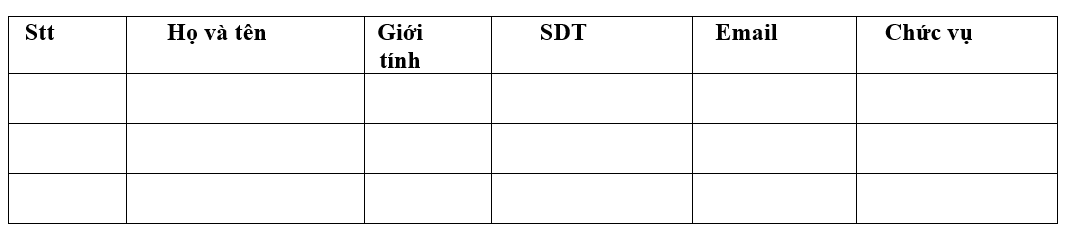 Stt Họ và tên Giới tính SDT Email Chức vụ